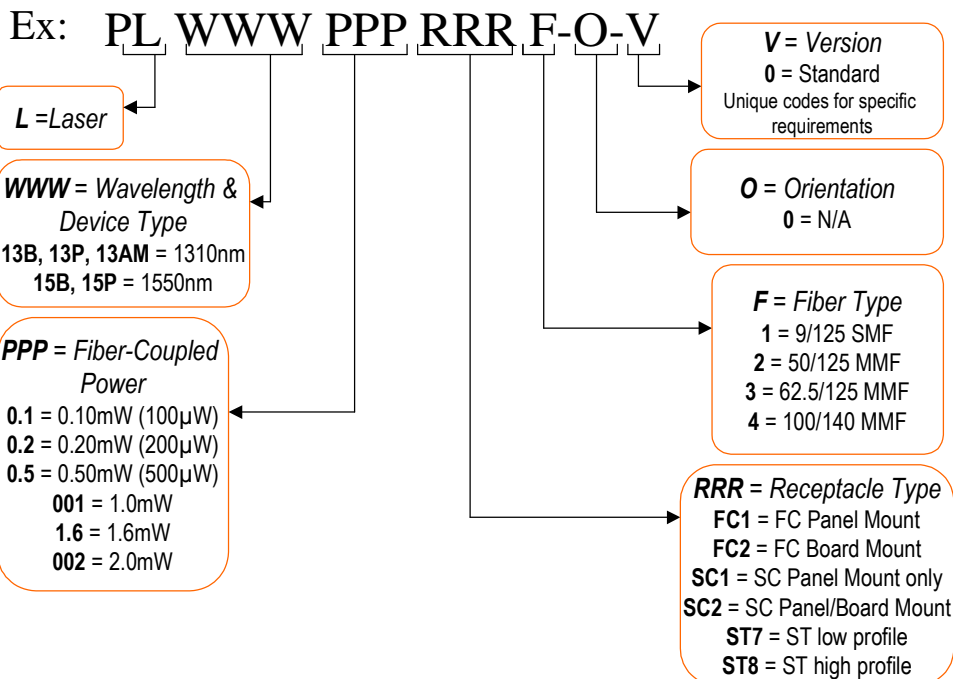 Ex: PL WWW PPP RRR F-O-V
L =Laser
WWW = Wavelength &
Device Type
13B, 13P, 13AM = 1310nm
15B, 15P = 1550nm
PPP = Fiber-Coupled
Power
0.1 = 0.10mW (100µW)
0.2 = 0.20mW (200µW)
0.5 = 0.50mW (500µW)
001 = 1.0mW
1.6 = 1.6mW
002 = 2.0mW
V = Version
0 = Standard
Unique codes for specific
requirements
O = Orientation
0 = N/A
F = Fiber Type
1 = 9/125 SMF
2 = 50/125 MMF
3 = 62.5/125 MMF
4 = 100/140 MMF
RRR = Receptacle Type
FC1 = FC Panel Mount
FC2 = FC Board Mount
SC1 = SC Panel Mount only
SC2 = SC Panel/Board Mount
ST7 = ST low profile
ST8 = ST high profile